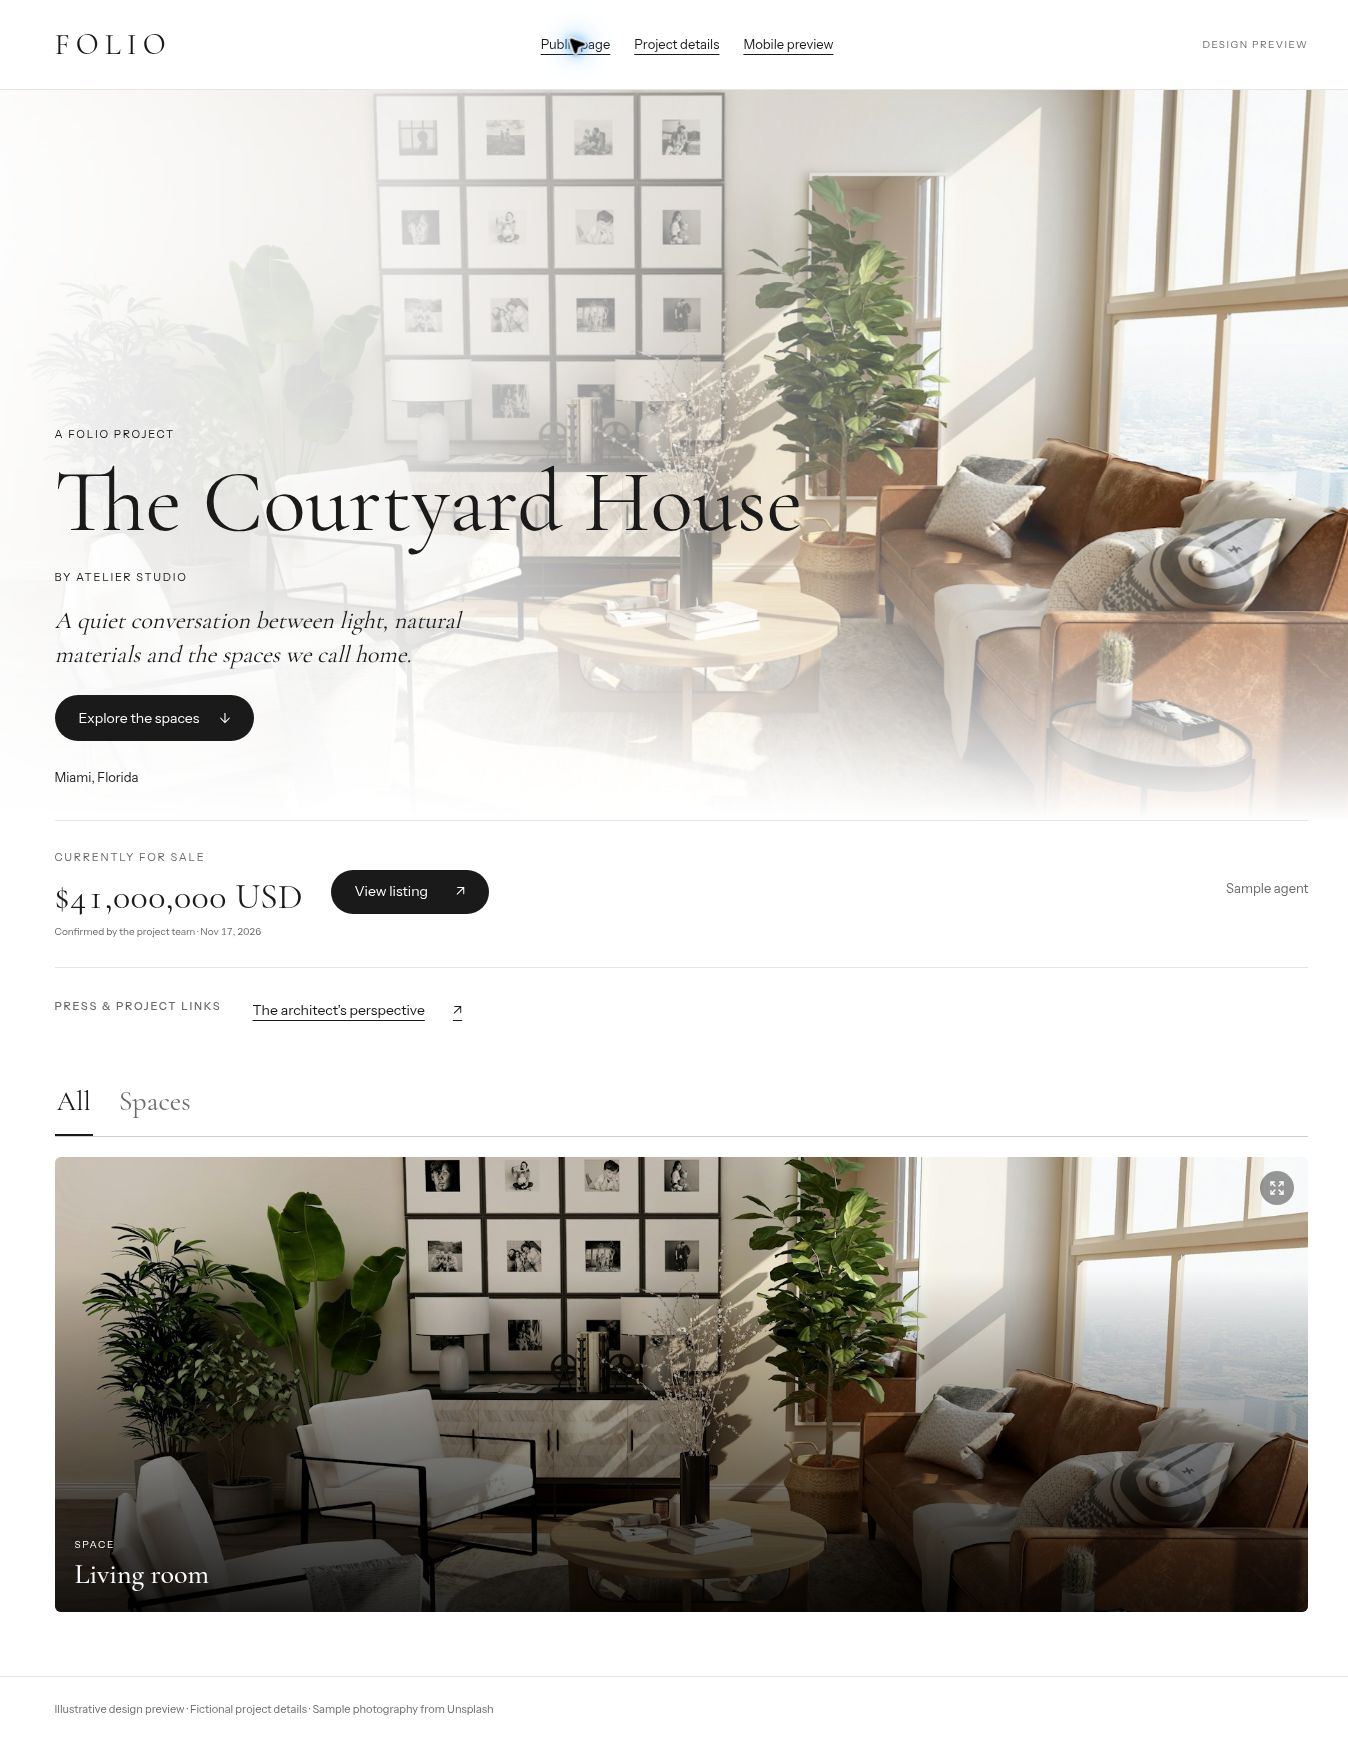 FOLIO
Project details
Mobile preview
DESIGN PREVIEW
A FOLIO PROJECT
The Courtyard House
BY ATELIER STUDIO
A quiet conversation between light, natural
materials and the spaces we call home.
Explore the spaces ↓
Miami, Florida
CURRENTLY FOR SALE
$41,000,000 USD
View listing ↗
Sample agent
Confirmed by the project team · Nov 17, 2026
PRESS & PROJECT LINKS
The architect's perspective ↗
All
Spaces
SPACE
Living room
Illustrative design preview · Fictional project details · Sample photography from Unsplash